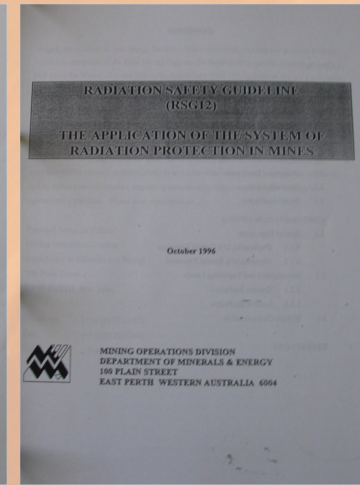 RADIATION SAFETY GUIDELINE
(RSG12)
THE APPLICATION OF THE SYSTEM OF
RADIATION PROTECTION IN MINES
October 1996
MINING OPERATIONS DIVISION
DEPARTMENT OF MINERALS & ENERGY
100 PLAIN STREET
EAST PERTH WESTERN AUSTRALIA 6004